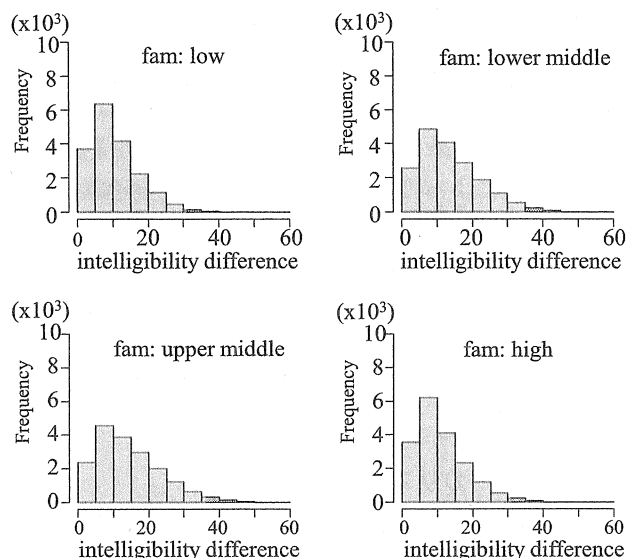 (x10³)
fam: low
Frequency
10
8
6
4
2
0
0 20 40 60
intelligibility difference
(x10³)
fam: lower middle
Frequency
10
8
6
4
2
0
0 20 40 60
intelligibility difference
(x10³)
fam: upper middle
Frequency
10
8
6
4
2
0
0 20 40 60
intelligibility difference
(x10³)
fam: high
Frequency
10
8
6
4
2
0
0 20 40 60
intelligibility difference